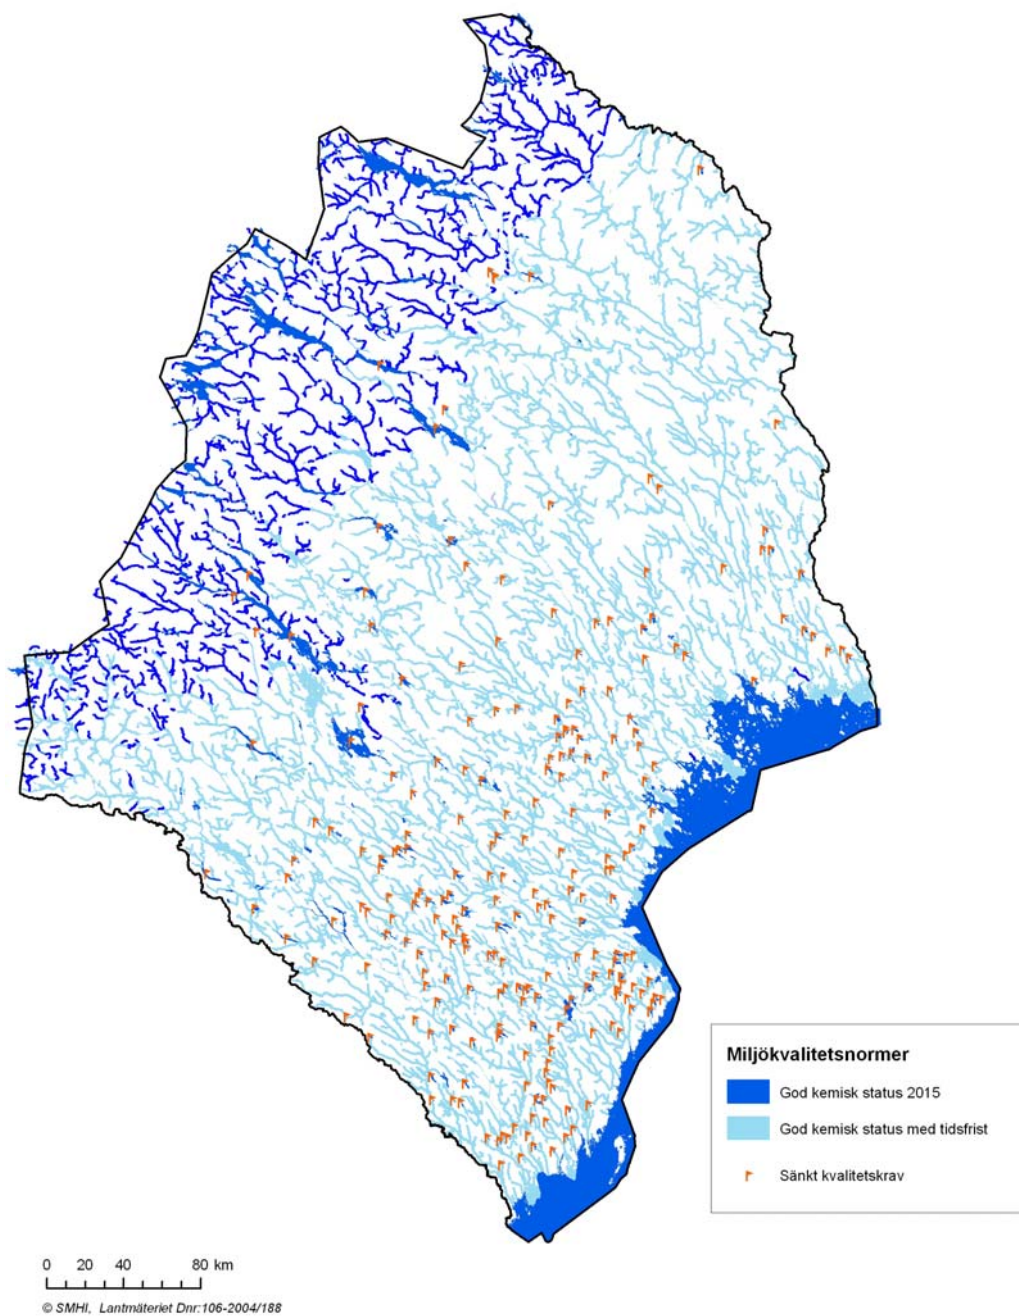 Miljökvalitetsnormer
God kemisk status 2015
God kemisk status med tidsfrist
Sänkt kvalitetskrav
0 20 40 80 km
© SMHI, Lantmäteriet Dnr:106-2004/188